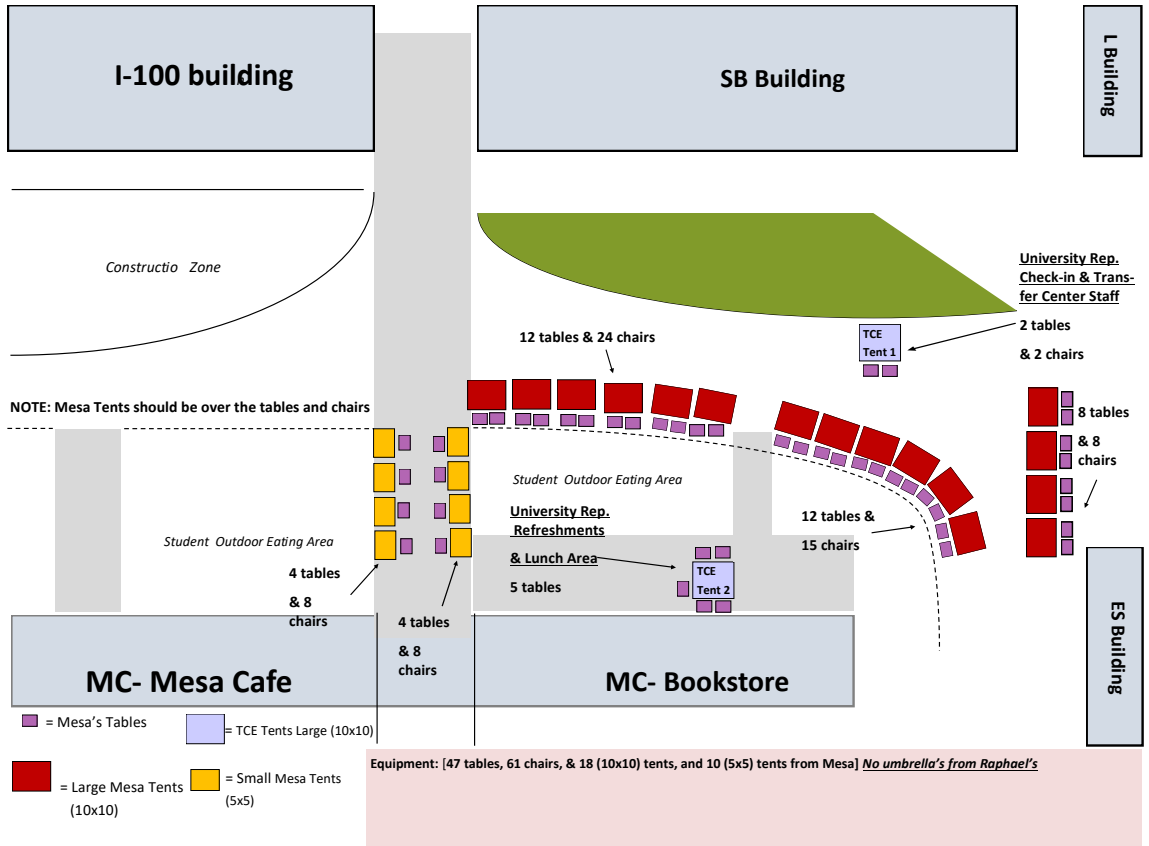 I-100 building
SB Building
L Building
Constructio Zone
University Rep.
Check-in & Trans-
fer Center Staff
2 tables
& 2 chairs
TCE
Tent 1
12 tables & 24 chairs
NOTE: Mesa Tents should be over the tables and chairs
8 tables
& 8
chairs
Student Outdoor Eating Area
University Rep.
Refreshments
& Lunch Area
5 tables
TCE
Tent 2
12 tables &
15 chairs
Student Outdoor Eating Area
4 tables
& 8
chairs
4 tables
& 8
chairs
ES Building
MC- Mesa Cafe
MC- Bookstore
= Mesa’s Tables
= TCE Tents Large (10x10)
= Large Mesa Tents
(10x10)
= Small Mesa Tents
(5x5)
Equipment: [47 tables, 61 chairs, & 18 (10x10) tents, and 10 (5x5) tents from Mesa] No umbrella’s from Raphael’s